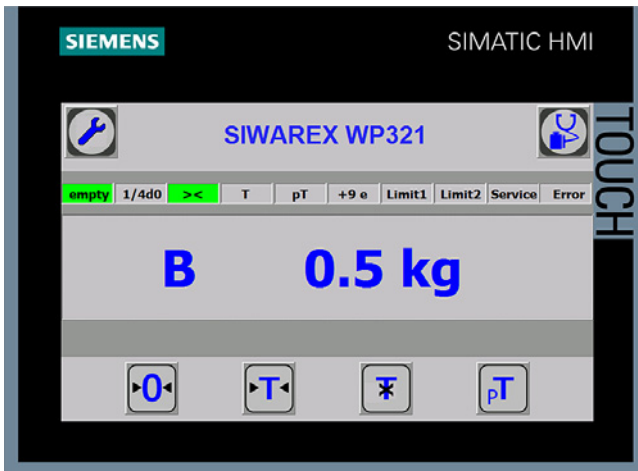 SIEMENS SIMATIC HMI
SIWAREX WP321
TOUCH
empty 1/4d0 >< T pT +9 e Limit1 Limit2 Service Error
B 0.5 kg
0 T T pT